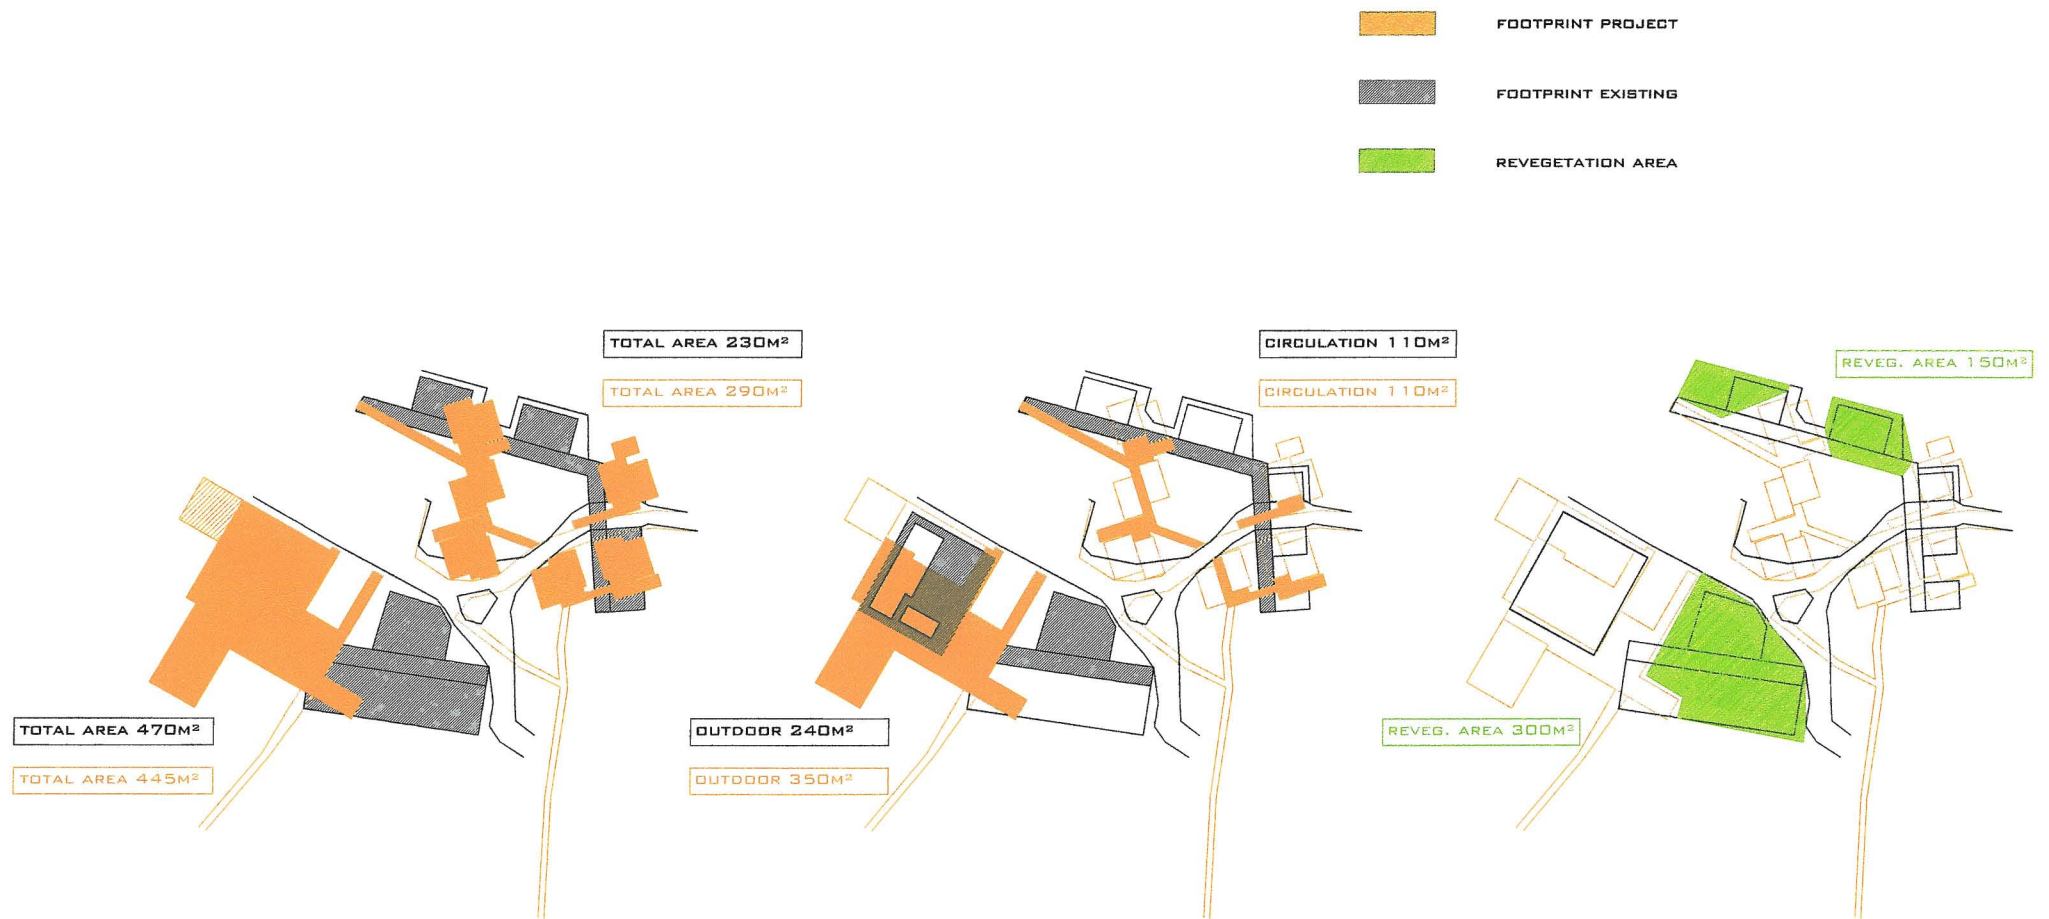 FOOTPRINT PROJECT
FOOTPRINT EXISTING
REVEGETATION AREA
TOTAL AREA 230M²
TOTAL AREA 290M²
CIRCULATION 110M²
CIRCULATION 110M²
REVEG. AREA 150M²
TOTAL AREA 470M²
TOTAL AREA 445M²
OUTDOOR 240M²
OUTDOOR 350M²
REVEG. AREA 300M²